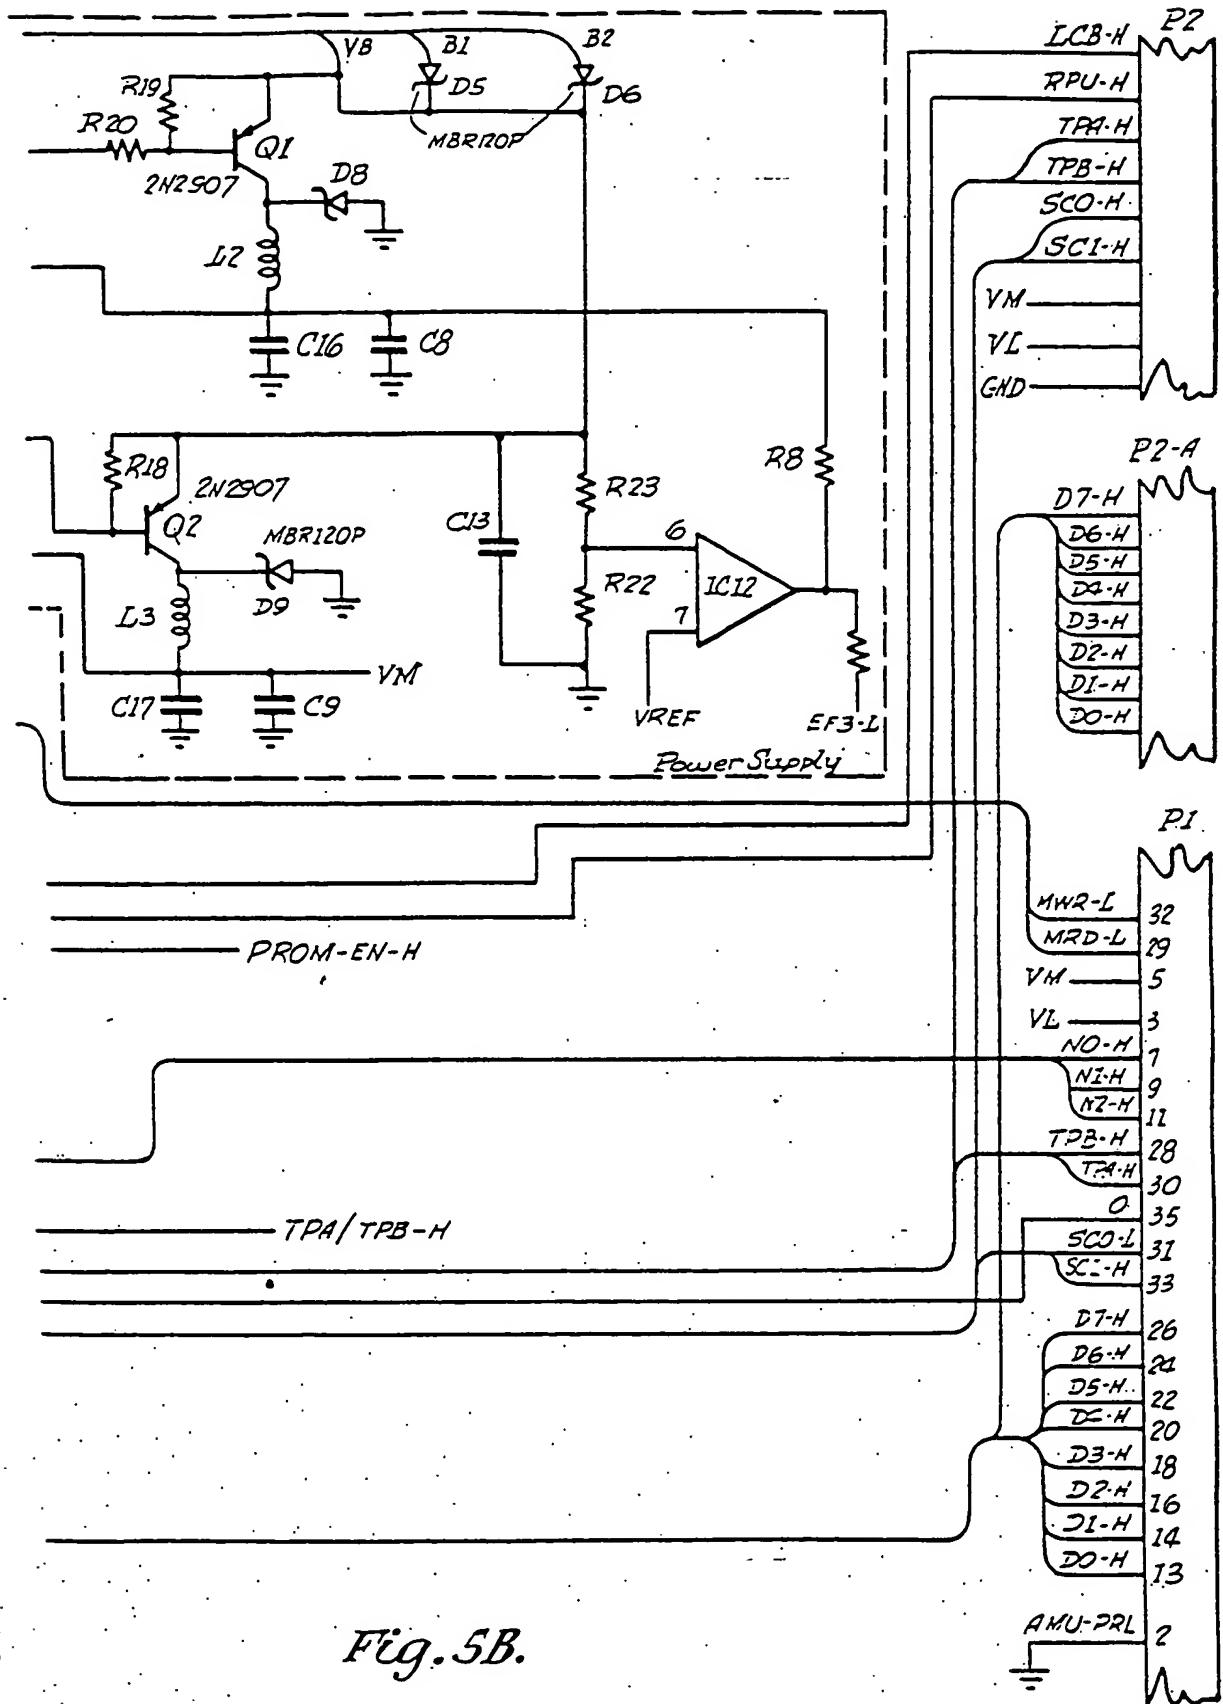 P2
LCB-H
RPU-H
TPA-H
TPB-H
SCO-H
SC1-H
VM
VL
GND
VB
B1
B2
R19
D5
D6
R20
Q1
MBR120P
2N2907
D8
L2
C16
C8
R18
2N2907
Q2
MBR120P
D9
L3
C13
R23
R22
R8
6
7
IC12
VM
C17
C9
VREF
EF3-L
Power Supply
P2-A
D7-H
D6-H
D5-H
D4-H
D3-H
D2-H
D1-H
D0-H
P1
MWR-L 32
MRD-L 29
VM 5
VL 3
NO-H 7
N1-H 9
N2-H 11
TPB-H 28
TPA-H 30
O 35
SCO-L 31
SC1-H 33
D7-H 26
D6-H 24
D5-H 22
20
D3-H 18
D2-H 16
D1-H 14
D0-H 13
AMU-PRL 2
PROM-EN-H
TPA/TPB-H
Fig. 5B.